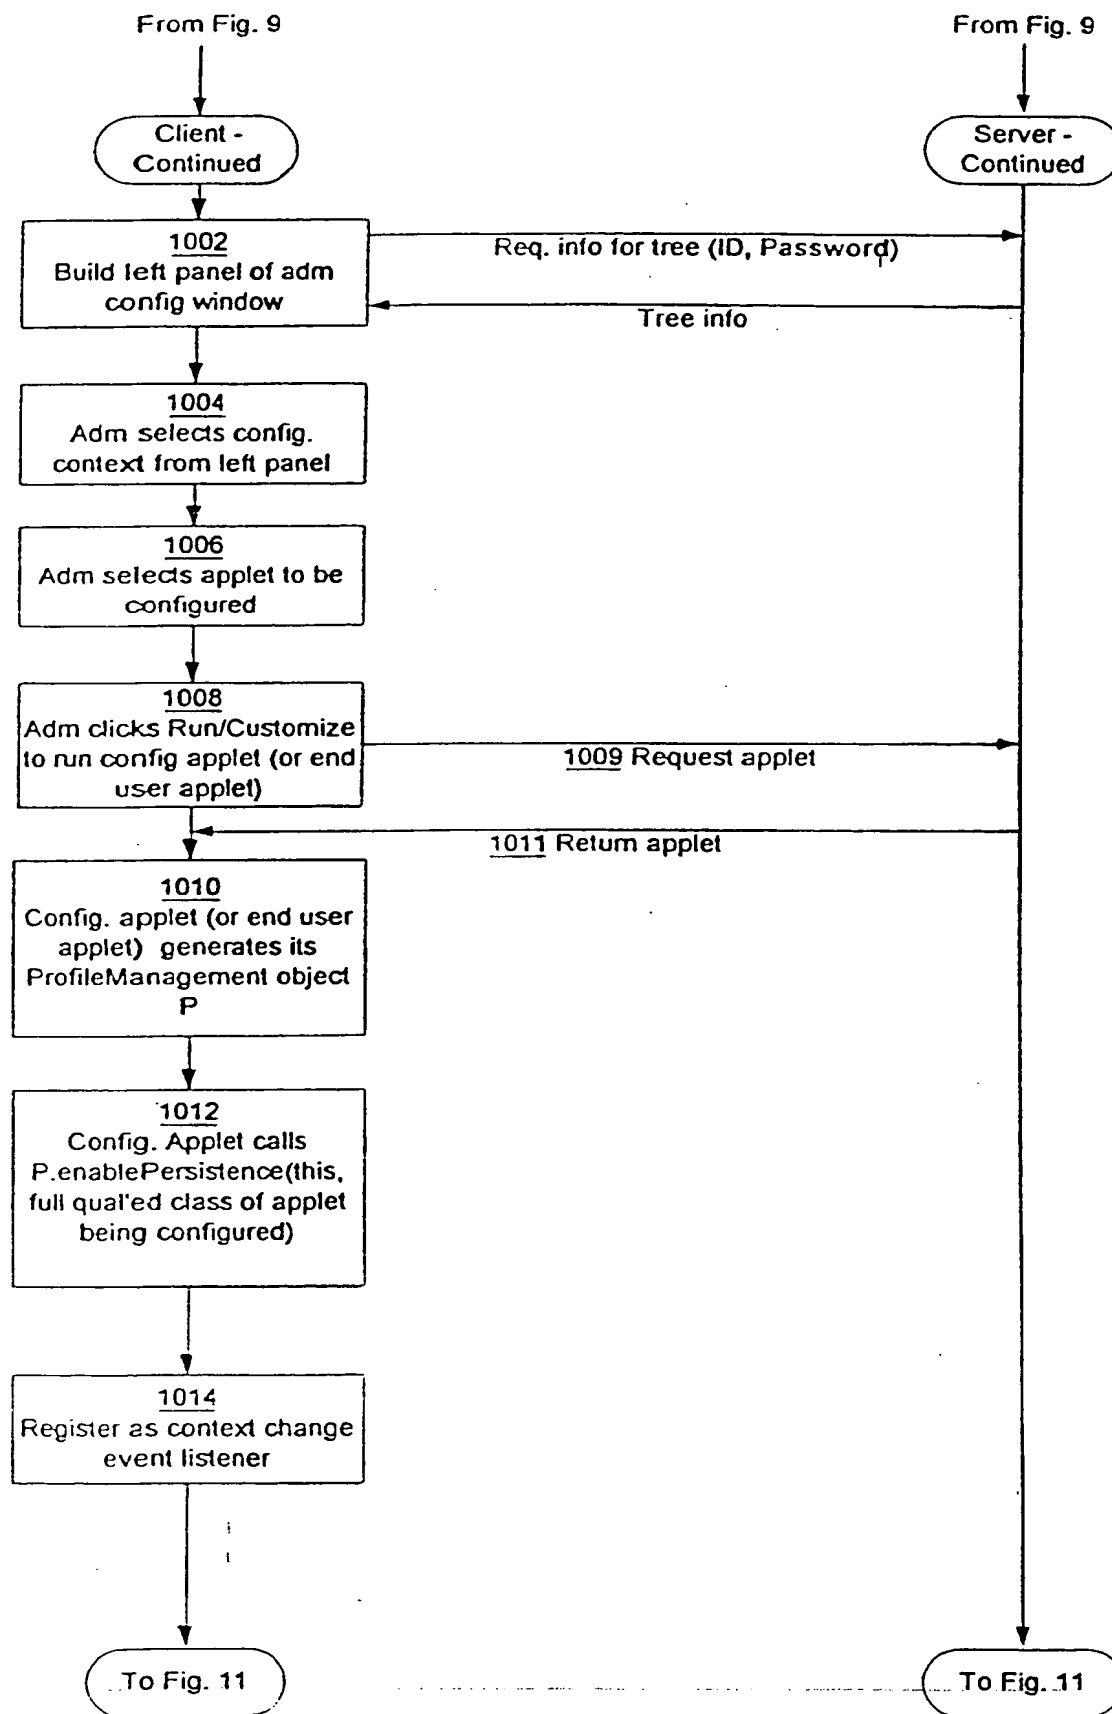 From Fig. 9
From Fig. 9
Client -
Continued
Server -
Continued
1002
Build left panel of adm
config window
Req. info for tree (ID, Password)
Tree info
1004
Adm selects config.
context from left panel
1006
Adm selects applet to be
configured
1008
Adm clicks Run/Customize
to run config applet (or end
user applet)
1009 Request applet
1011 Return applet
1010
Config. applet (or end user
applet) generates its
ProfileManagement object
P
1012
Config. Applet calls
P.enablePersistence(this,
full qual'ed class of applet
being configured)
1014
Register as context change
event listener
To Fig. 11
To Fig. 11